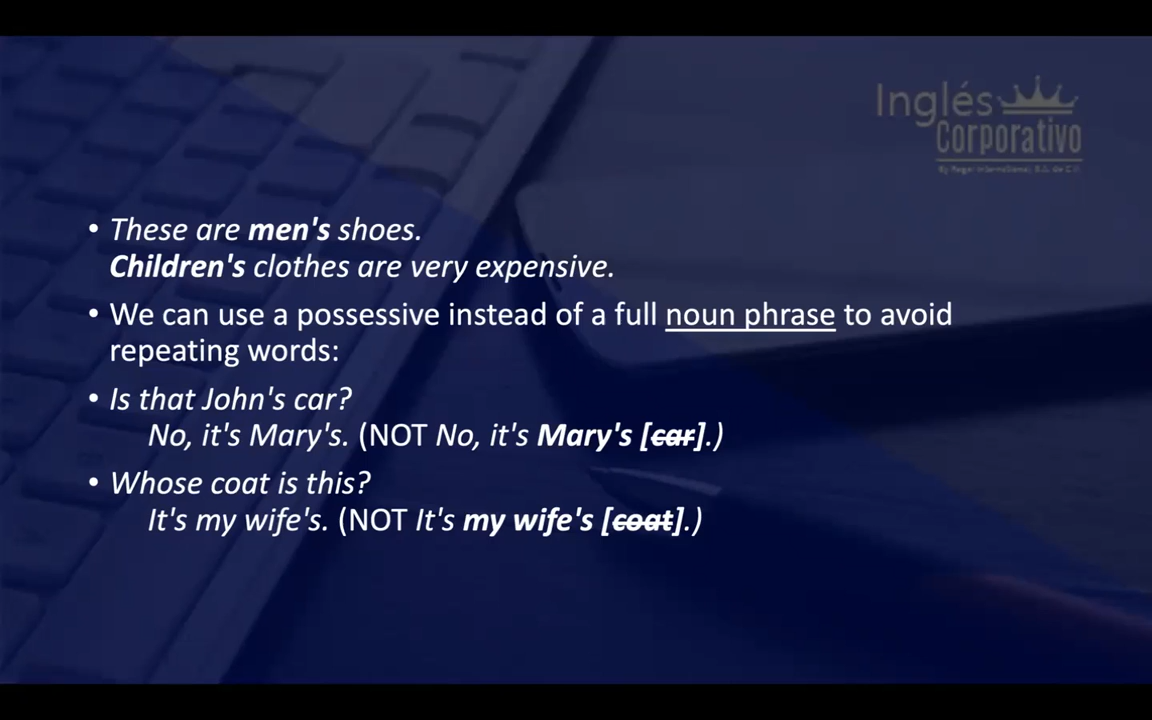 Inglés
Corporativo
• These are men's shoes.
Children's clothes are very expensive.
• We can use a possessive instead of a full noun phrase to avoid
repeating words:
• Is that John's car?
No, it's Mary's. (NOT No, it's Mary's [car].)
• Whose coat is this?
It's my wife's. (NOT It's my wife's [coat].)